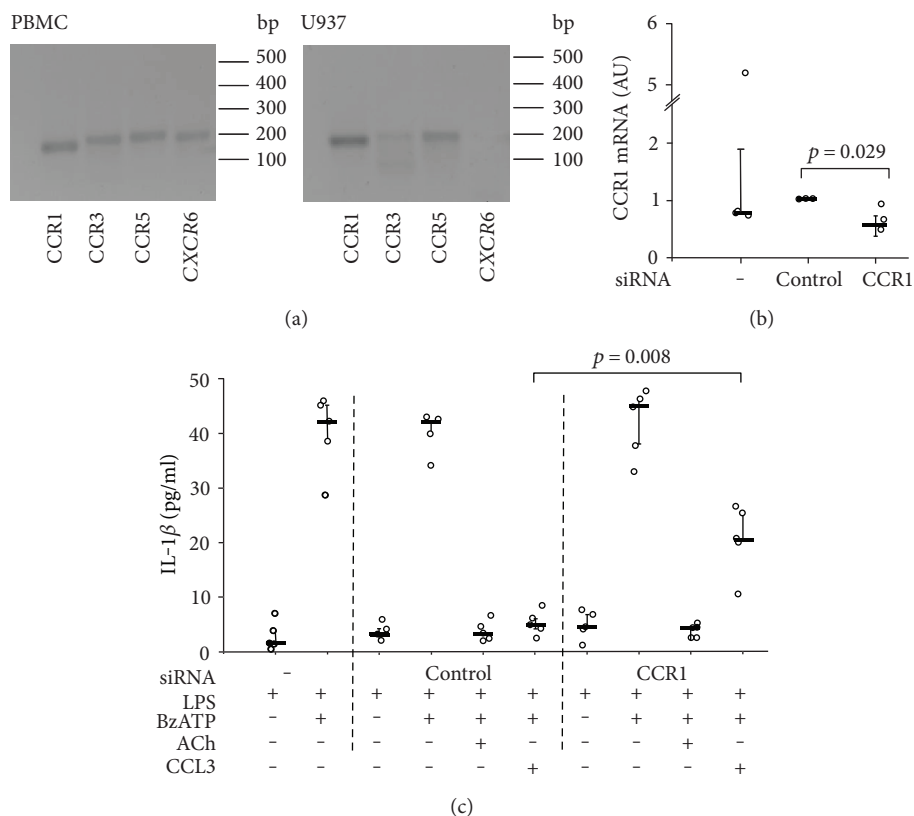 PBMC bp
500
400
300
200
100
CCR1 CCR3 CCR5 CXCR6
U937 bp
500
400
300
200
100
CCR1 CCR3 CCR5 CXCR6
(a)
CCR1 mRNA (AU)
6
5
2
1
0
p = 0.029
siRNA – Control CCR1
(b)
p = 0.008
IL-1β (pg/ml)
50
40
30
20
10
0
siRNA – Control CCR1
LPS + + + + + + + + + +
BzATP – + – + + + – + + +
ACh – – – – + – – – + –
CCL3 – – – – – + – – – +
(c)